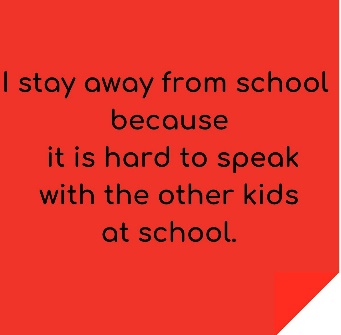 I stay away from school
because
it is hard to speak
with the other kids
at school.